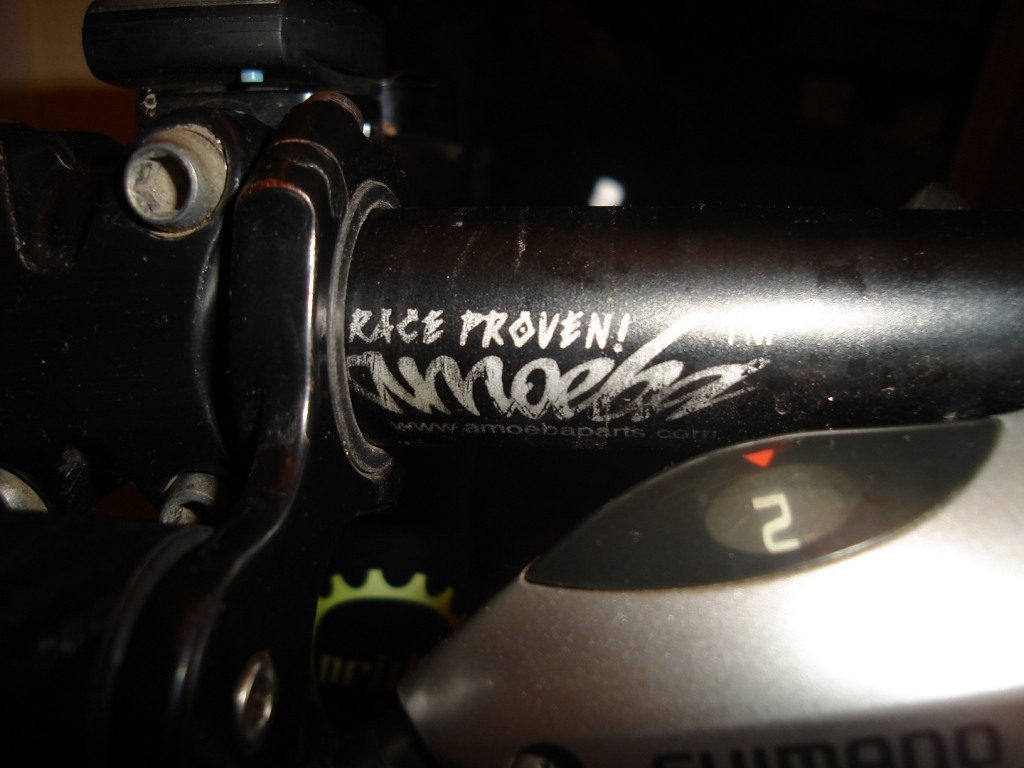 RACE PROVEN!
amoeba
www.amoebaparts.com
2
SHIMANO